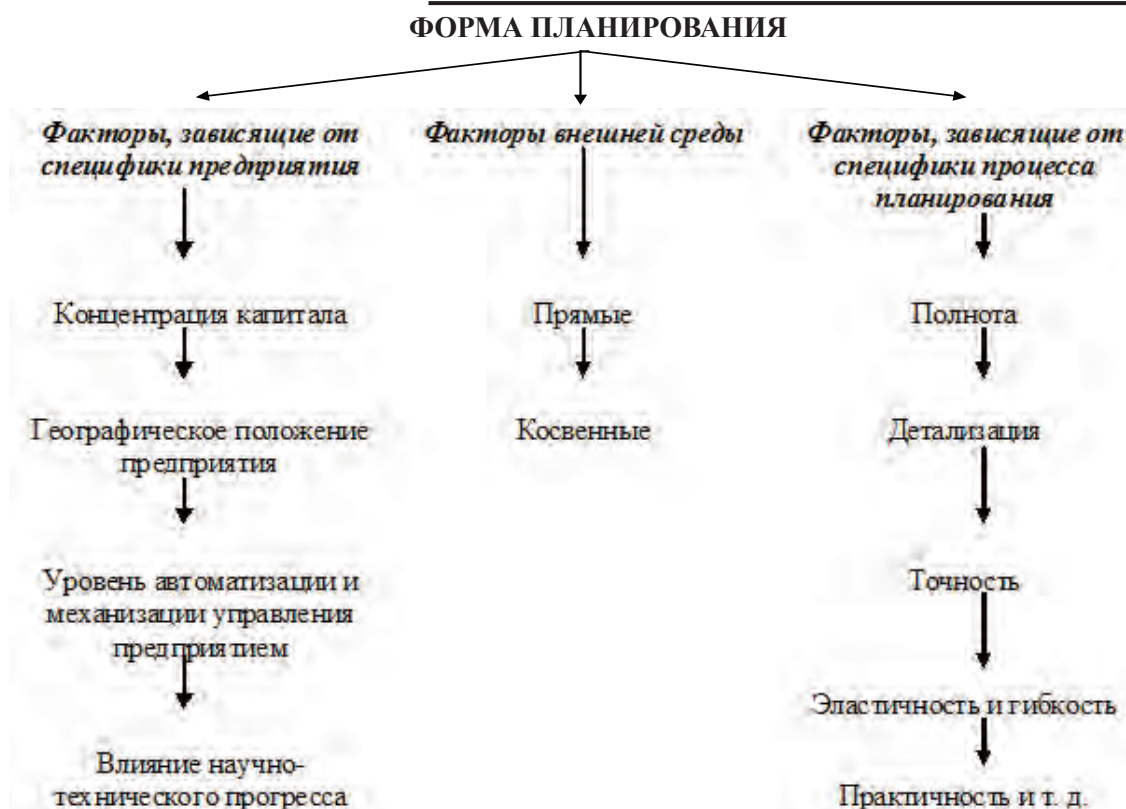 ФОРМА ПЛАНИРОВАНИЯ
Факторы, зависящие от
специфики предприятия
Концентрация капитала
Географическое положение
предприятия
Уровень автоматизации и
механизации управления
предприятием
Влияние научно-
технического прогресса
Факторы внешней среды
Прямые
Косвенные
Факторы, зависящие от
специфики процесса
планирования
Полнота
Детализация
Точность
Эластичность и гибкость
Практичность и т. д.